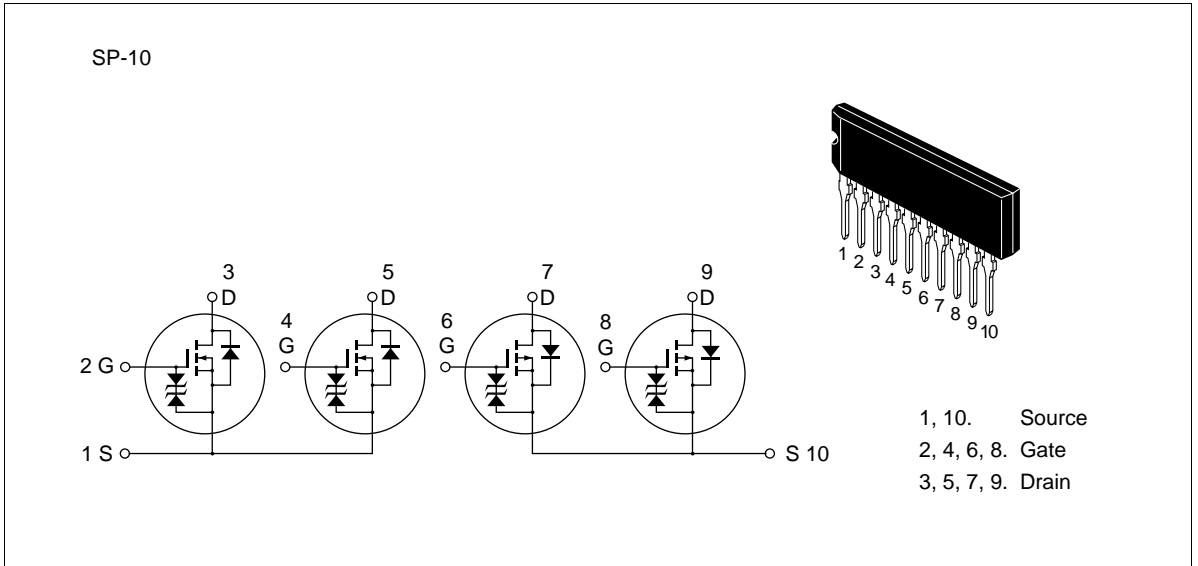 SP-10
1 2 3 4 5 6 7 8 9 10
3 5 7 9
D D D D
4 6 8
G G G
2 G
1 S
S 10
1, 10. Source
2, 4, 6, 8. Gate
3, 5, 7, 9. Drain